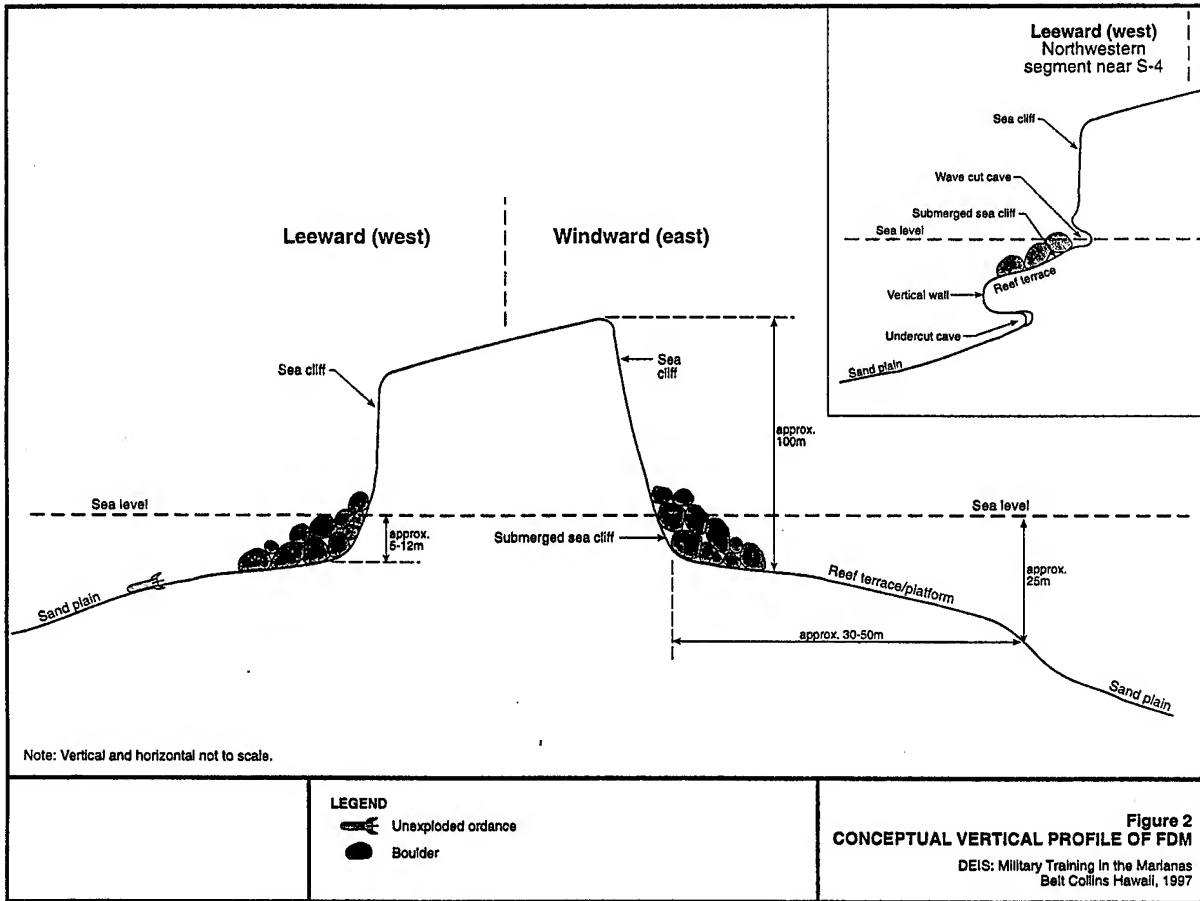 Leeward (west)
Northwestern
segment near S-4
Sea cliff
Wave cut cave
Submerged sea cliff
Sea level
Reef terrace
Vertical wall
Undercut cave
Sand plain
Leeward (west)
Windward (east)
Sea cliff
Sea
cliff
approx.
100m
Sea level
Sea level
approx.
5-12m
Submerged sea cliff
approx.
25m
Reef terrace/platform
Sand plain
approx. 30-50m
Sand plain
Note: Vertical and horizontal not to scale.
LEGEND
Unexploded ordance
Boulder
Figure 2
CONCEPTUAL VERTICAL PROFILE OF FDM
DEIS: Military Training in the Marianas
Belt Collins Hawaii, 1997